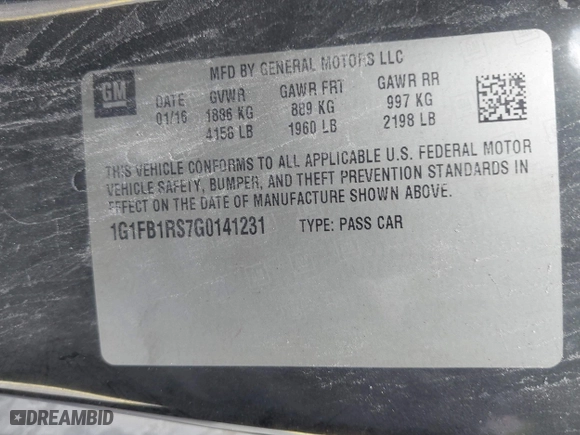 MFD BY GENERAL MOTORS LLC
GM DATE GVWR GAWR FRT GAWR RR
01/16 1886 KG 889 KG 997 KG
4158 LB 1960 LB 2198 LB
THIS VEHICLE CONFORMS TO ALL APPLICABLE U.S. FEDERAL MOTOR
VEHICLE SAFETY, BUMPER, AND THEFT PREVENTION STANDARDS IN
EFFECT ON THE DATE OF MANUFACTURE SHOWN ABOVE.
1G1FB1RS7G0141231 TYPE: PASS CAR
DREAMBID